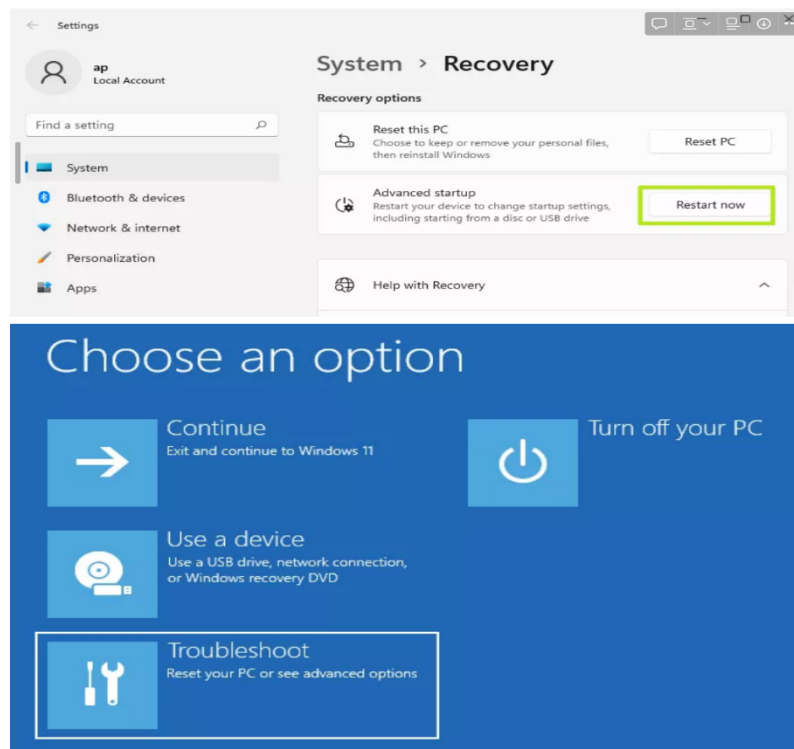 Settings
ap
Local Account
Find a setting
System
Bluetooth & devices
Network & internet
Personalization
Apps
System > Recovery
Recovery options
Reset this PC
Choose to keep or remove your personal files,
then reinstall Windows
Reset PC
Advanced startup
Restart your device to change startup settings,
including starting from a disc or USB drive
Restart now
Help with Recovery
Choose an option
Continue
Exit and continue to Windows 11
Turn off your PC
Use a device
Use a USB drive, network connection,
or Windows recovery DVD
Troubleshoot
Reset your PC or see advanced options